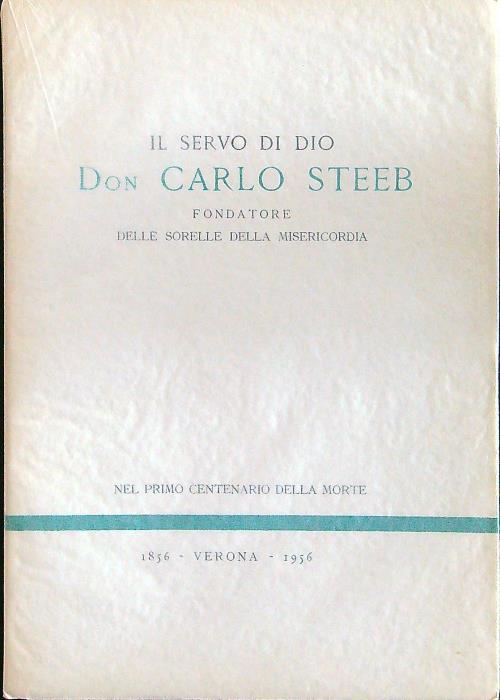 IL SERVO DI DIO
DON CARLO STEEB
FONDATORE
DELLE SORELLE DELLA MISERICORDIA
NEL PRIMO CENTENARIO DELLA MORTE
1856 - VERONA - 1956